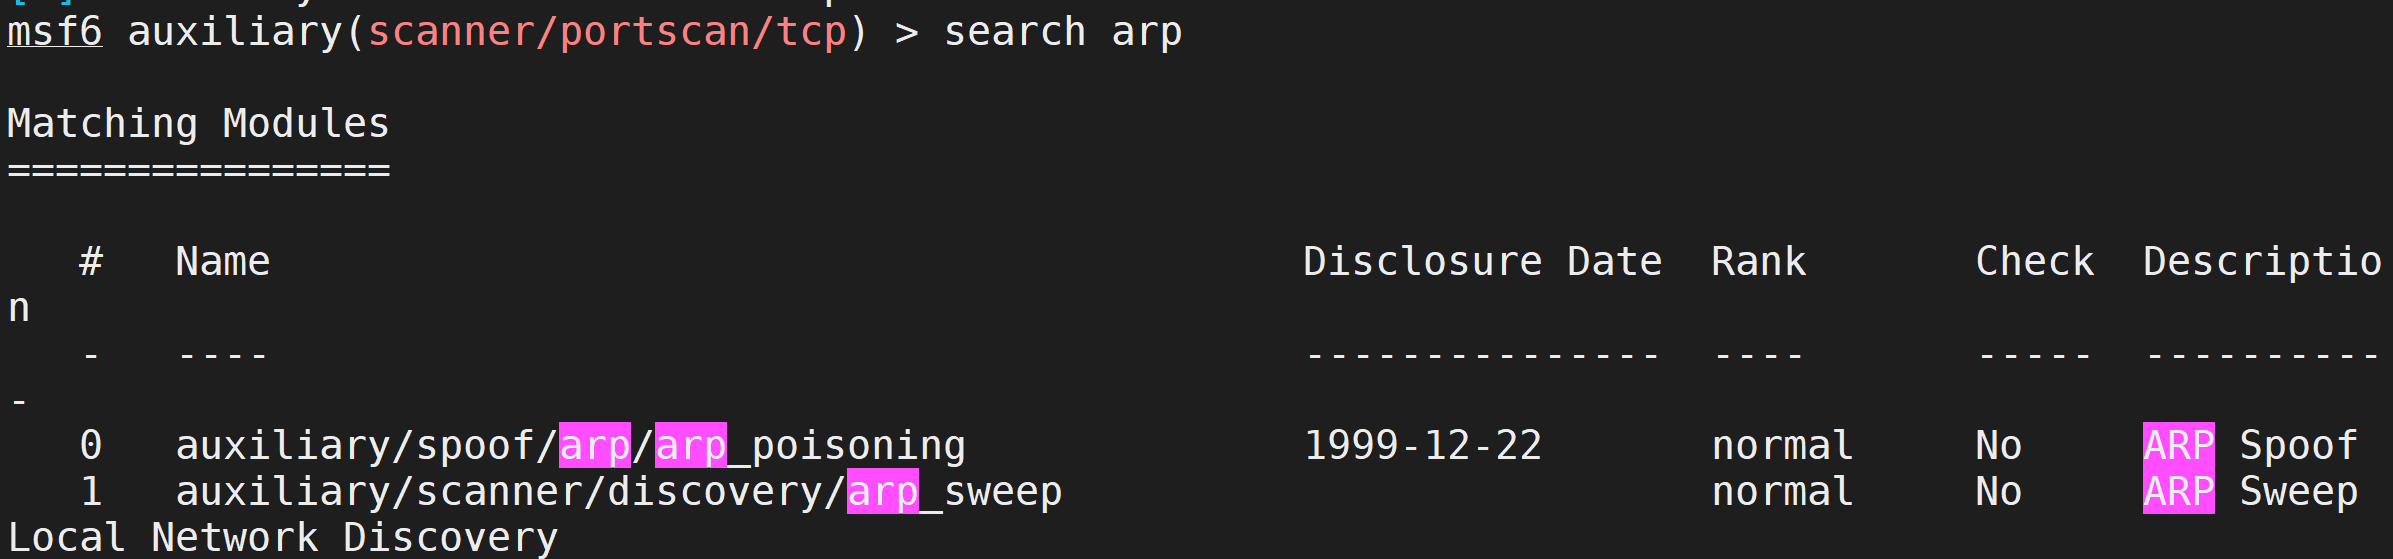 msf6 auxiliary(scanner/portscan/tcp) > search arp
Matching Modules
================
   #   Name                                           Disclosure Date  Rank       Check  Descriptio
n
   -   ----                                           ---------------  ----       -----  ----------
-
   0   auxiliary/spoof/arp/arp_poisoning              1999-12-22       normal     No     ARP Spoof
   1   auxiliary/scanner/discovery/arp_sweep                           normal     No     ARP Sweep
Local Network Discovery